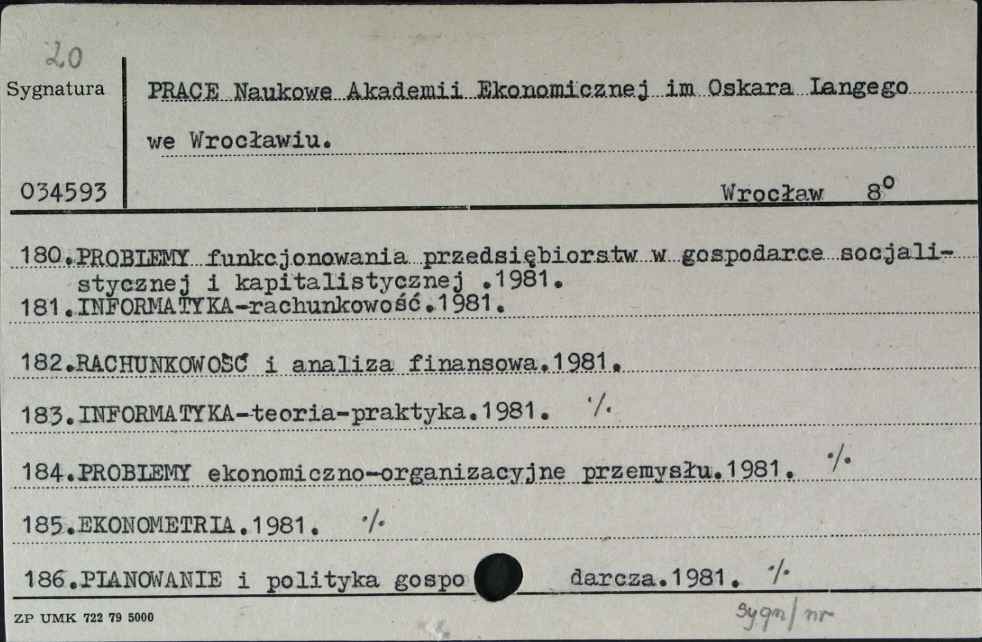 20
Sygnatura
PRACE Naukowe Akademii Ekonomicznej im Oskara Langego
we Wrocławiu.
034593
Wrocław 8o
180.PROBLEMY funkcjonowania przedsiębiorstw w gospodarce socjali-
stycznej i kapitalistycznej .1981.
181.INFORMATYKA-rachunkowość.1981.
182.RACHUNKOWOŚĆ i analiza finansowa.1981.
183.INFORMATYKA-teoria-praktyka.1981. ·/.
184.PROBLEMY ekonomiczno-organizacyjne przemysłu.1981. ·/.
185.EKONOMETRIA.1981. ·/.
186.PLANOWANIE i polityka gospo darcza.1981. ·/.
ZP UMK 722 79 5000
sygn/nr